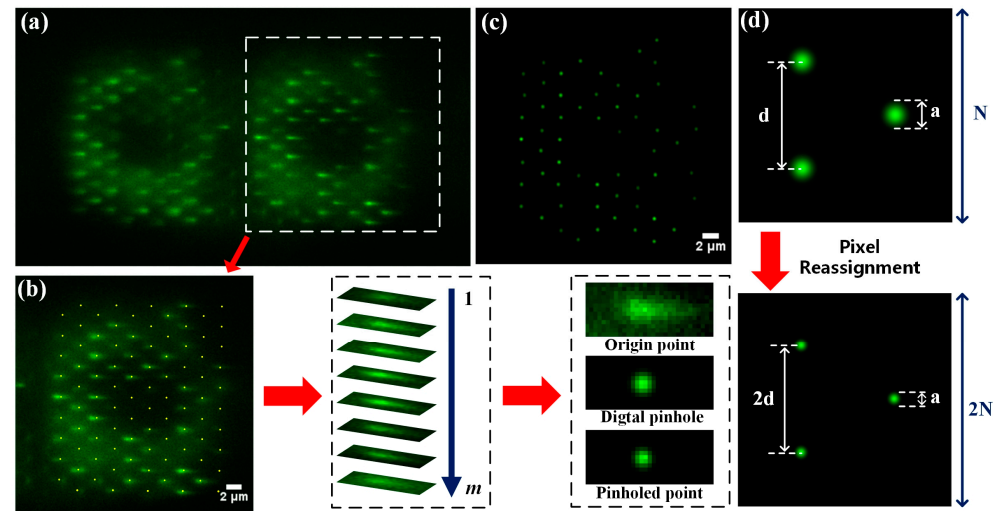 (a)
(c)
2 μm
(d)
d
a
N
Pixel
Reassignment
(b)
2 μm
1
m
Origin point
Digtal pinhole
Pinholed point
2d
a
2N